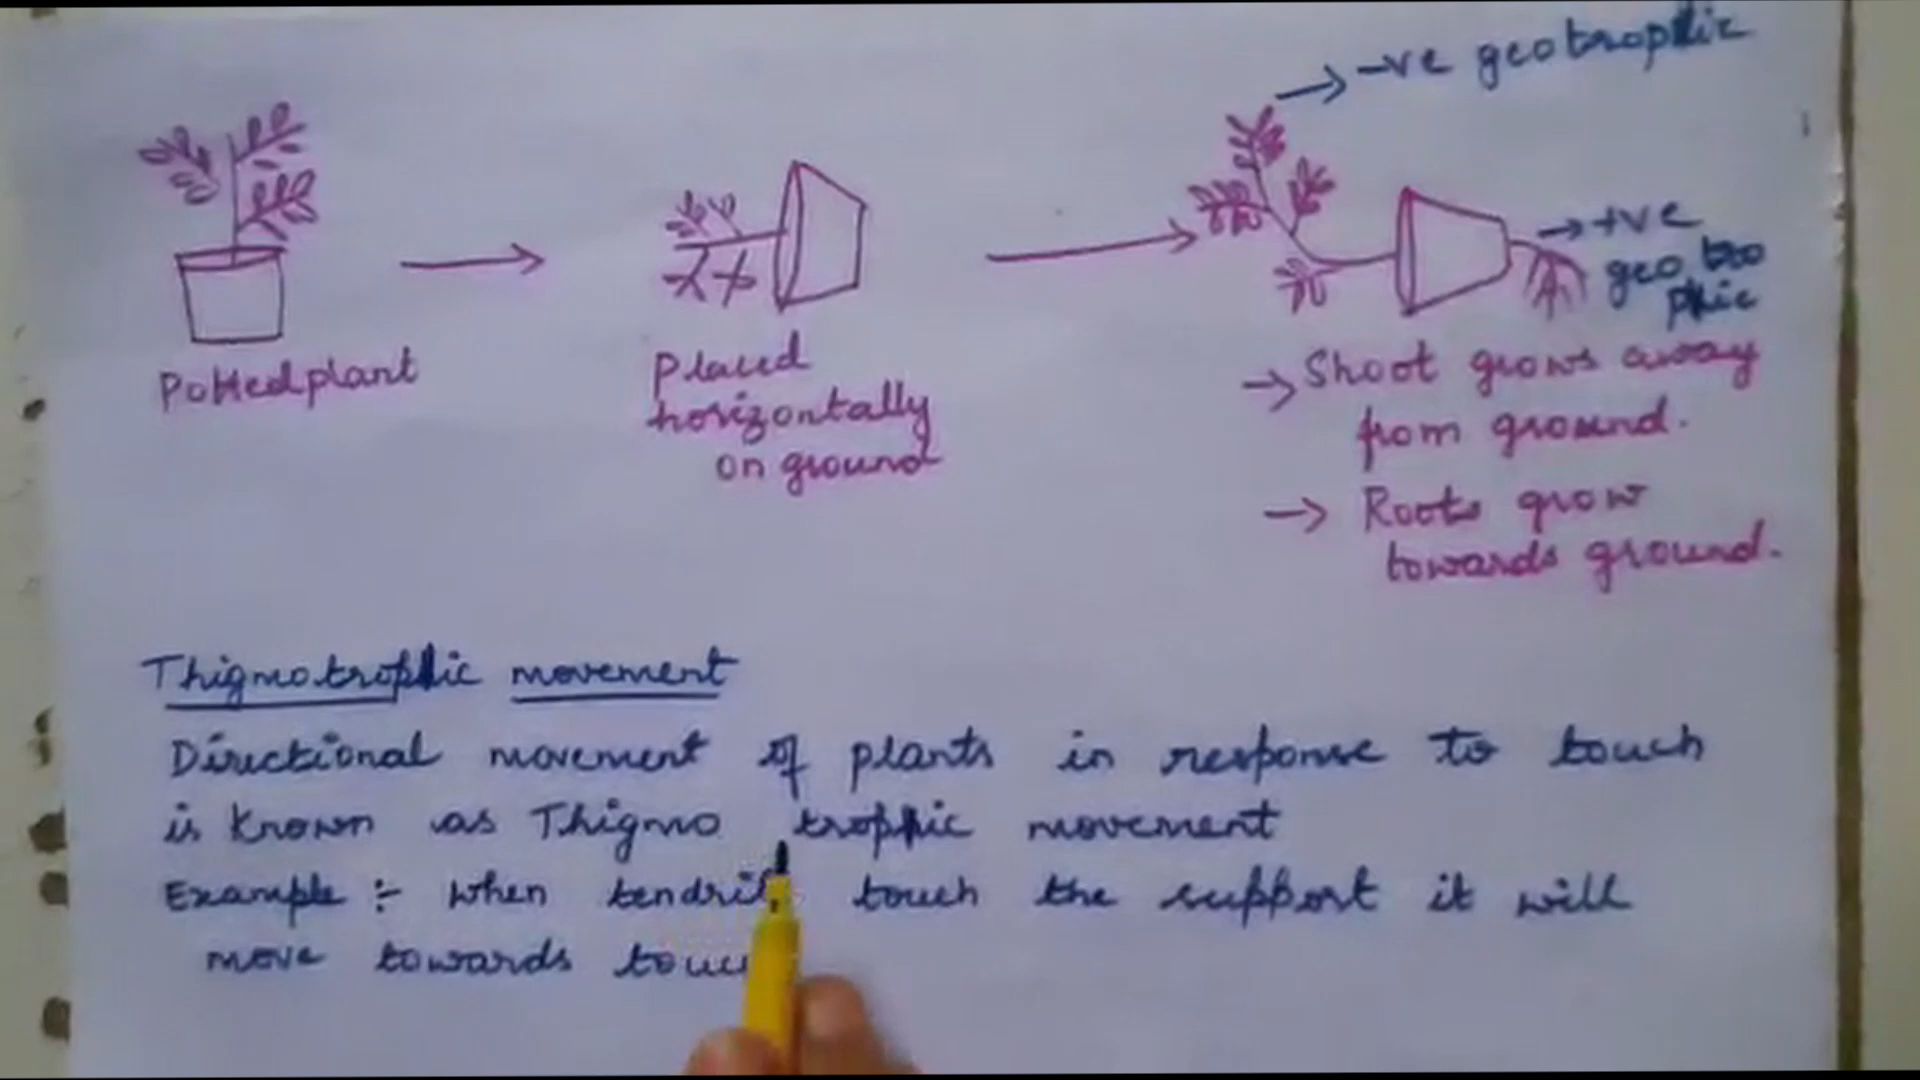 → -ve geotrophic
→ +ve
geo tro
phic
Potted plant
Placed
horizontally
on ground
→ Shoot grows away
from ground.
→ Roots grow
towards ground.
Thigmotrophic movement
Directional movement of plants in response to touch
is known as Thigmo trophic movement
Example :- when tendril touch the support it will
move towards